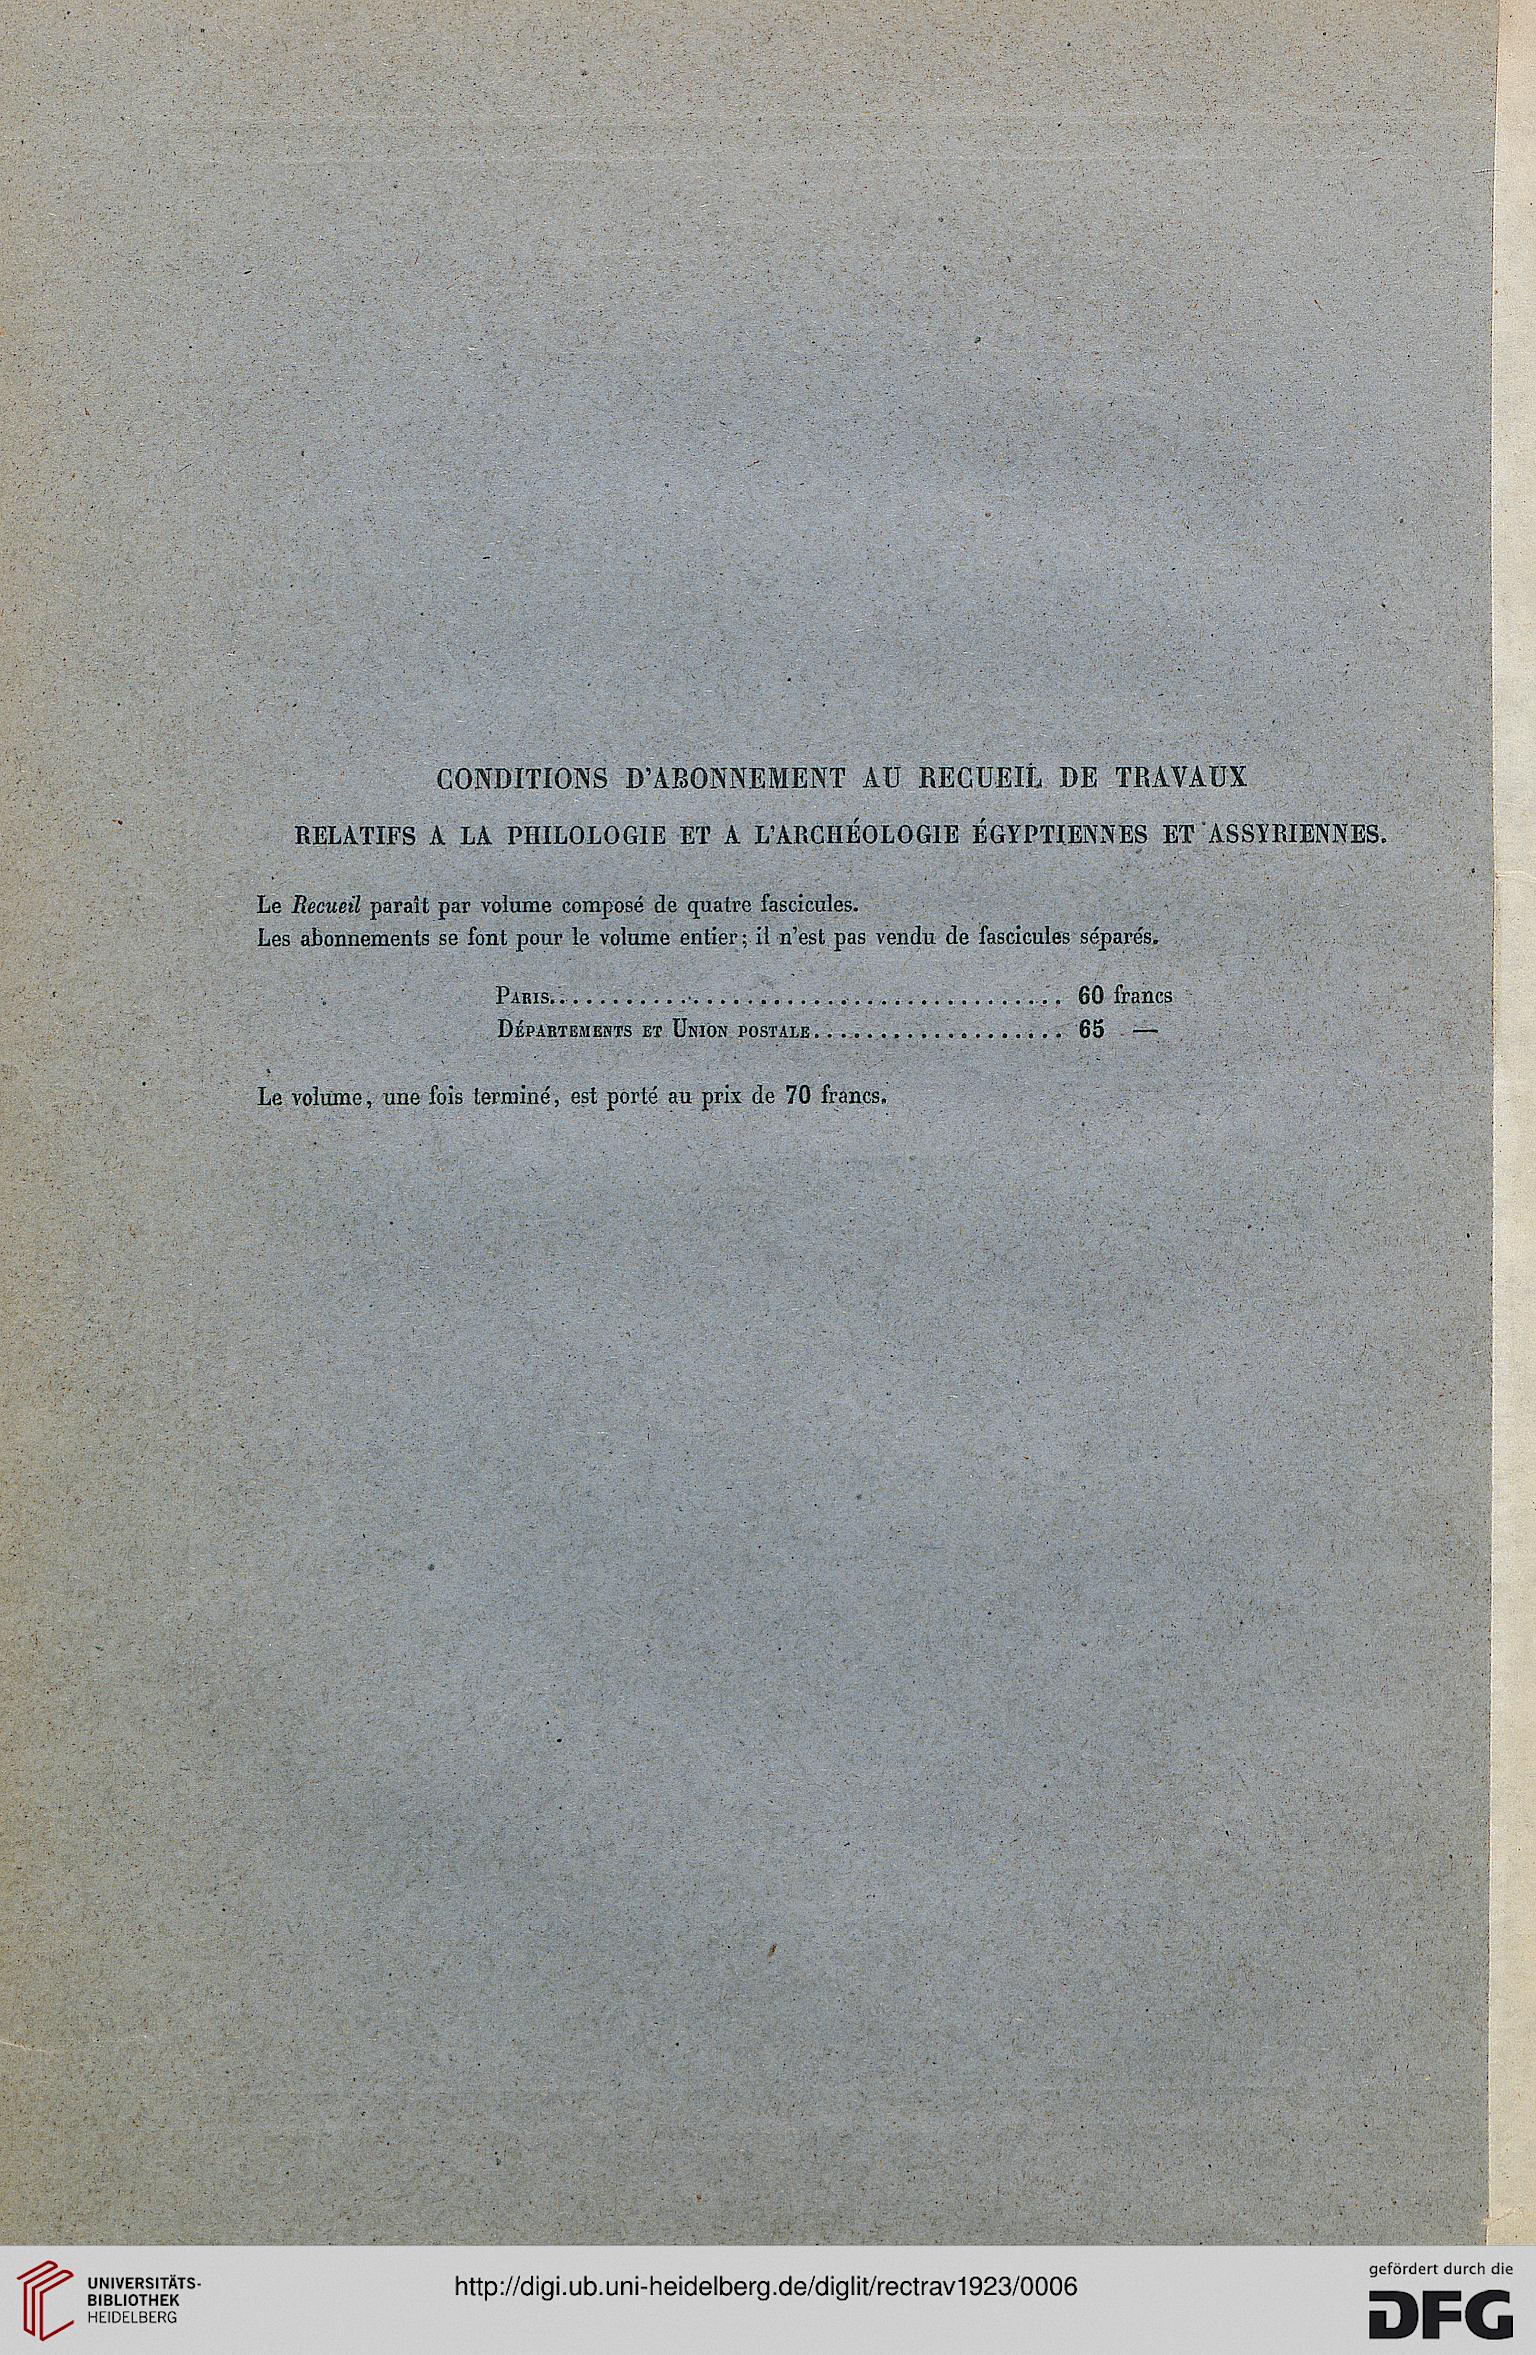 CONDITIONS D'ABONNEMENT AU RECUEIL DE TRAVAUX
RELATIFS A LA PHILOLOGIE ET A L'ARCHÉOLOGIE ÉGYPTIENNES ET ASSYRIENNES.
Le Recueil paraît par volume composé de quatre fascicules.
Les abonnements se font pour le volume entier; il n'est pas vendu de fascicules séparés.
PARIS........................................ 60 francs
DÉPARTEMENTS ET UNION POSTALE.................... 65 —
Le volume, une fois terminé, est porté au prix de 70 francs.
UNIVERSITÄTS-
BIBLIOTHEK
HEIDELBERG
http://digi.ub.uni-heidelberg.de/diglit/rectrav1923/0006
gefördert durch die
DFG